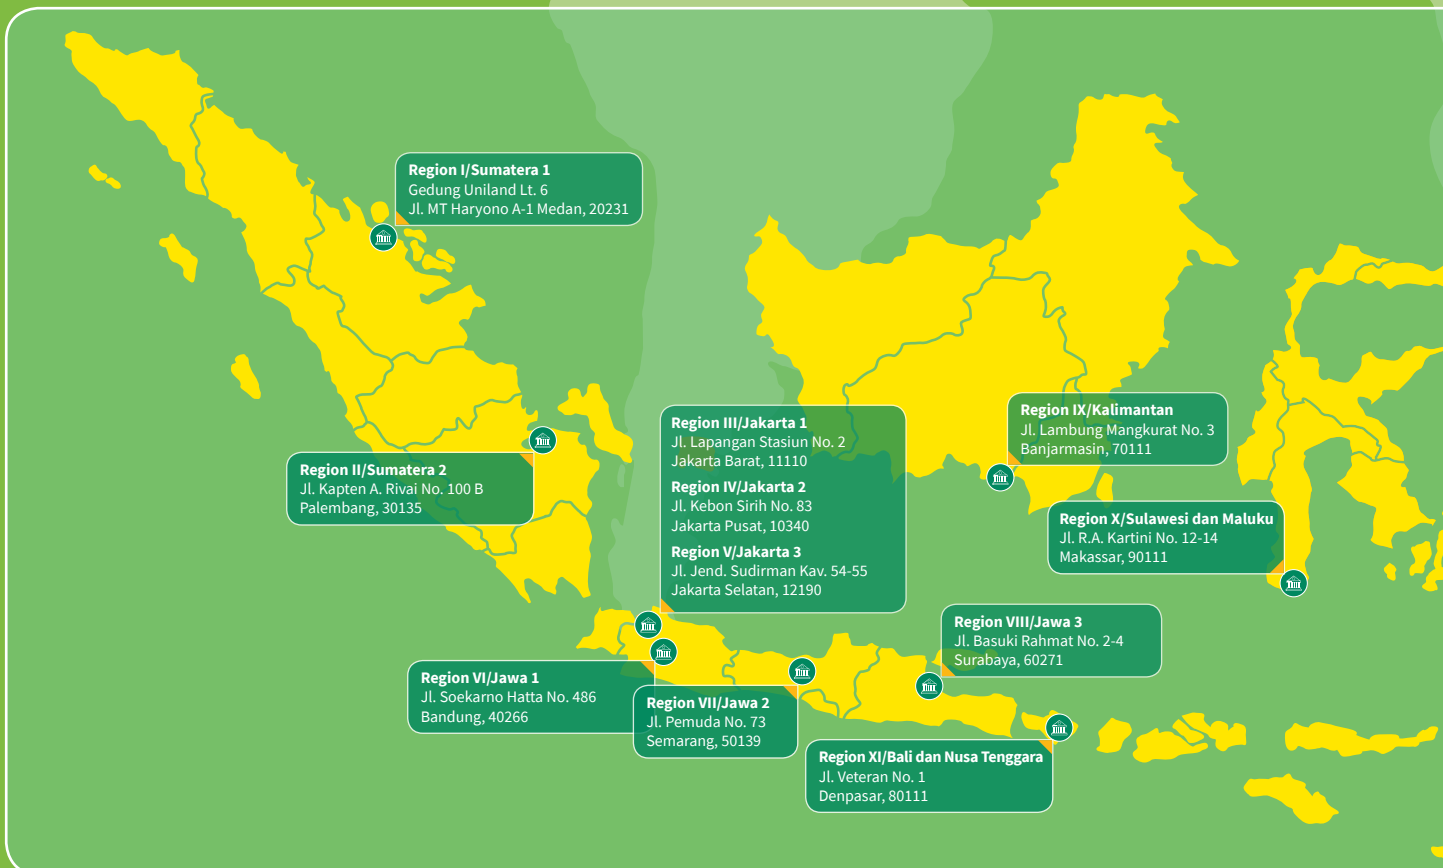 Region I/Sumatera 1
Gedung Uniland Lt. 6
Jl. MT Haryono A-1 Medan, 20231
Region II/Sumatera 2
Jl. Kapten A. Rivai No. 100 B
Palembang, 30135
Region III/Jakarta 1
Jl. Lapangan Stasiun No. 2
Jakarta Barat, 11110
Region IV/Jakarta 2
Jl. Kebon Sirih No. 83
Jakarta Pusat, 10340
Region V/Jakarta 3
Jl. Jend. Sudirman Kav. 54-55
Jakarta Selatan, 12190
Region VI/Jawa 1
Jl. Soekarno Hatta No. 486
Bandung, 40266
Region VII/Jawa 2
Jl. Pemuda No. 73
Semarang, 50139
Region VIII/Jawa 3
Jl. Basuki Rahmat No. 2-4
Surabaya, 60271
Region IX/Kalimantan
Jl. Lambung Mangkurat No. 3
Banjarmasin, 70111
Region X/Sulawesi dan Maluku
Jl. R.A. Kartini No. 12-14
Makassar, 90111
Region XI/Bali dan Nusa Tenggara
Jl. Veteran No. 1
Denpasar, 80111